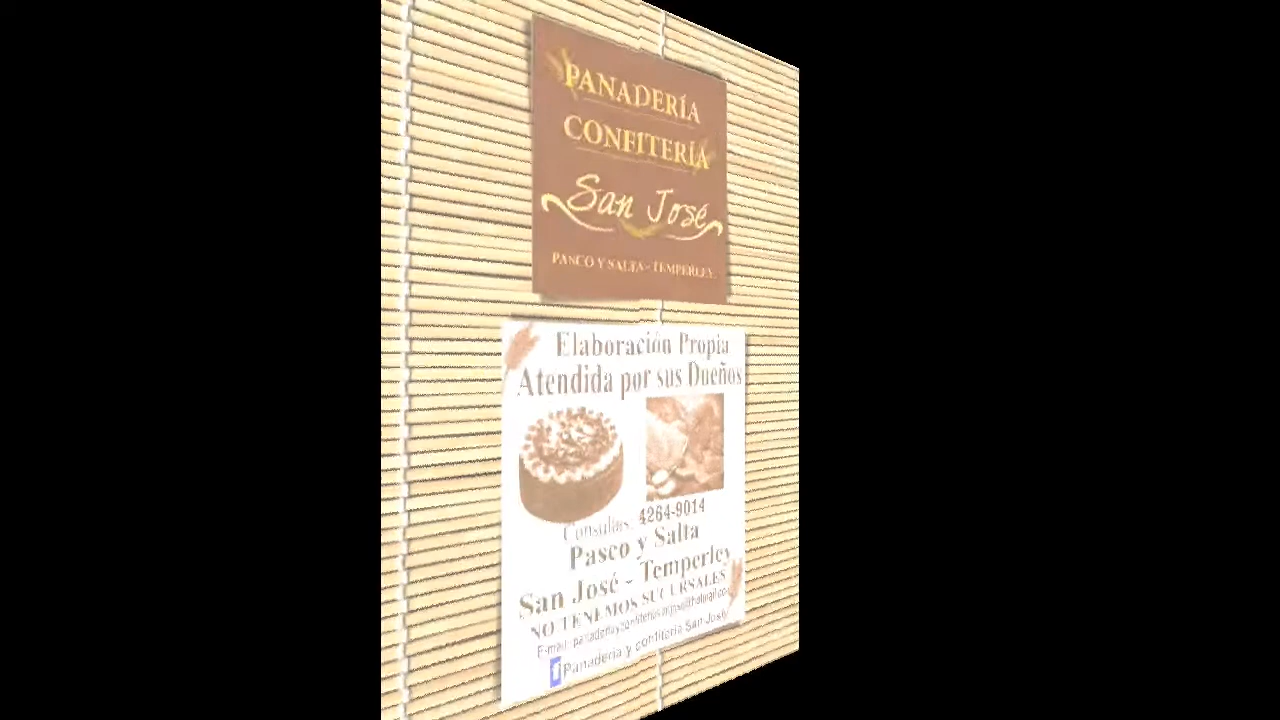 PANADERÍA
CONFITERÍA
San José
PASCO Y SALTA - TEMPERLEY
Elaboración Propia
Atendida por sus Dueños
Consultas: 4264-9014
Pasco y Salta
San José - Temperley
NO TENEMOS SUCURSALES
E-mail:
Panadería y confitería San José